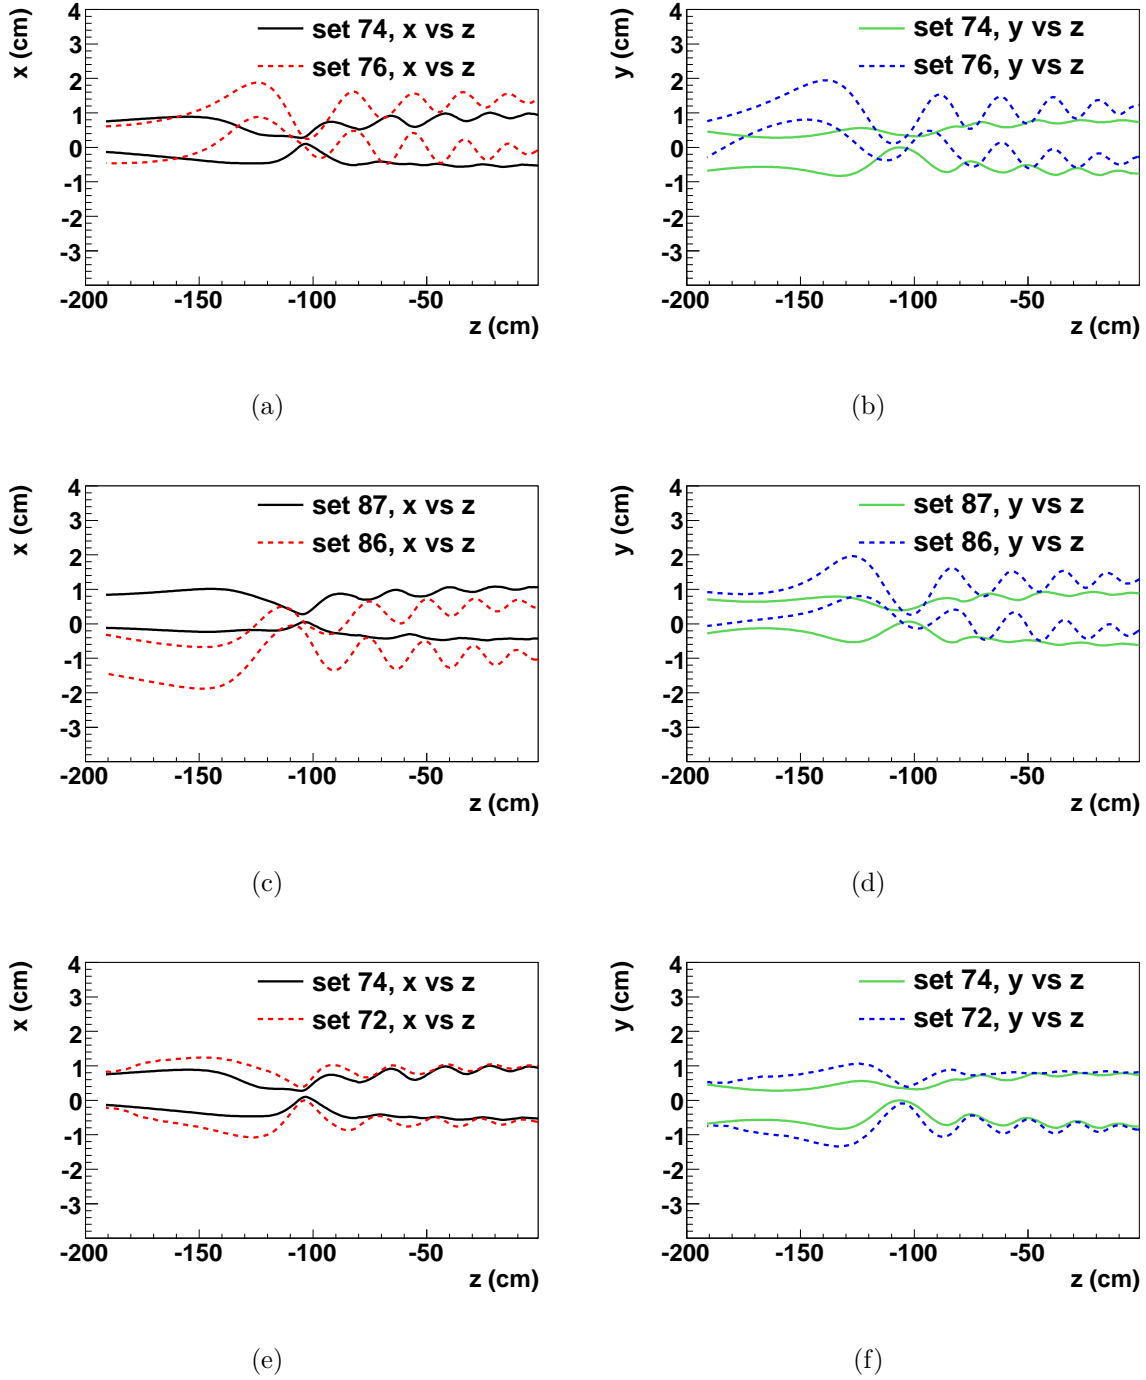 x (cm)
4
3
2
1
0
-1
-2
-3
set 74, x vs z
set 76, x vs z
-200 -150 -100 -50
z (cm)
(a)
y (cm)
4
3
2
1
0
-1
-2
-3
set 74, y vs z
set 76, y vs z
-200 -150 -100 -50
z (cm)
(b)
x (cm)
4
3
2
1
0
-1
-2
-3
set 87, x vs z
set 86, x vs z
-200 -150 -100 -50
z (cm)
(c)
y (cm)
4
3
2
1
0
-1
-2
-3
set 87, y vs z
set 86, y vs z
-200 -150 -100 -50
z (cm)
(d)
x (cm)
4
3
2
1
0
-1
-2
-3
set 74, x vs z
set 72, x vs z
-200 -150 -100 -50
z (cm)
(e)
y (cm)
4
3
2
1
0
-1
-2
-3
set 74, y vs z
set 72, y vs z
-200 -150 -100 -50
z (cm)
(f)